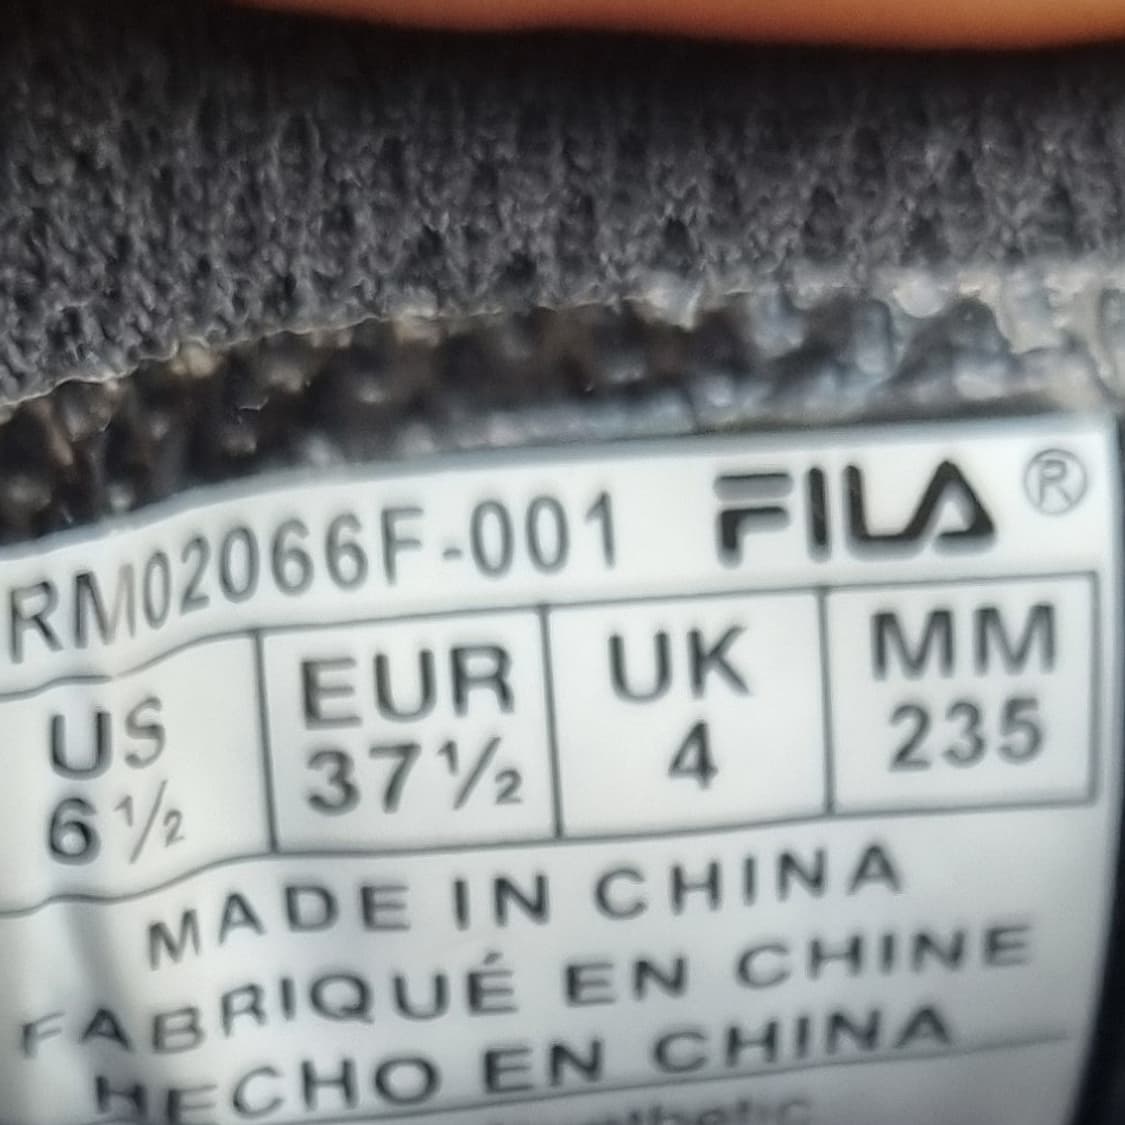 RM02066F-001 FILA®
US EUR UK MM
6½ 37½ 4 235
MADE IN CHINA
FABRIQUÉ EN CHINE
HECHO EN CHINA